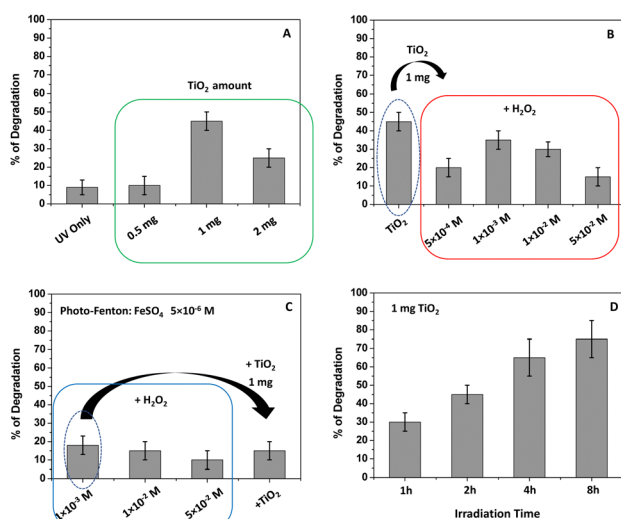 A
TiO₂ amount
% of Degradation
100
90
80
70
60
50
40
30
20
10
0
UV Only
0.5 mg
1 mg
2 mg
B
TiO₂
1 mg
+ H₂O₂
% of Degradation
100
90
80
70
60
50
40
30
20
10
0
TiO₂
5×10⁻⁴ M
1×10⁻³ M
1×10⁻² M
5×10⁻² M
Photo-Fenton: FeSO₄ 5×10⁻⁶ M
C
+ TiO₂
1 mg
+ H₂O₂
% of Degradation
100
90
80
70
60
50
40
30
20
10
0
1×10⁻³ M
1×10⁻² M
5×10⁻² M
+TiO₂
1 mg TiO₂
D
% of Degradation
100
90
80
70
60
50
40
30
20
10
0
1h
2h
4h
8h
Irradiation Time